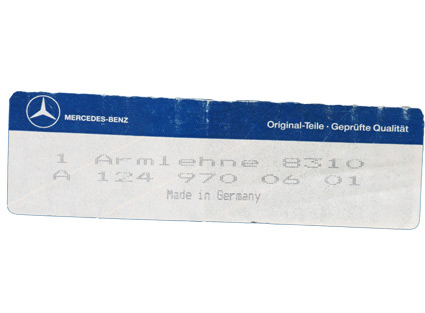 MERCEDES-BENZ
Original-Teile · Geprüfte Qualität
1 Armlehne 8310
A 124 970 06 01
Made in Germany